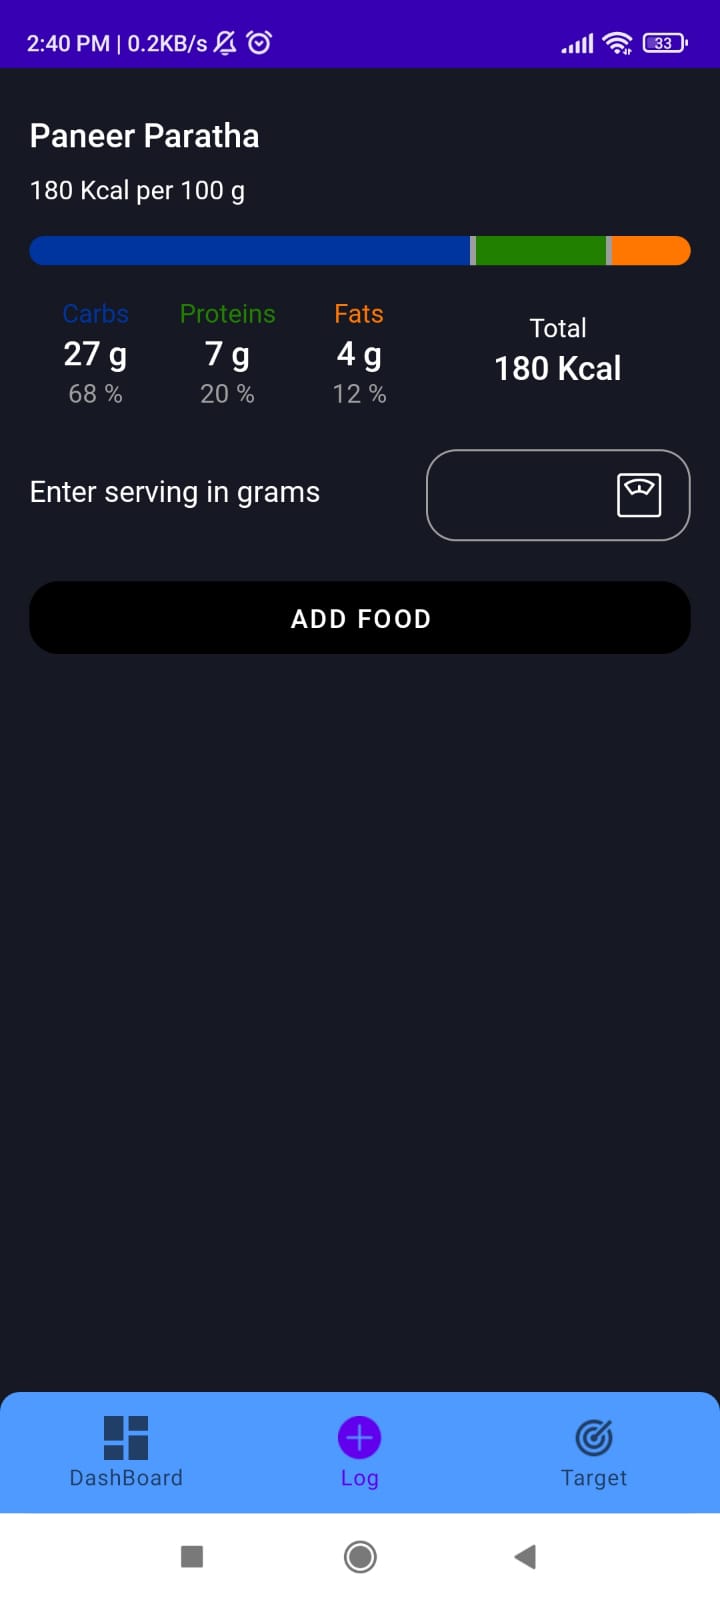 2:40 PM | 0.2KB/s 33
Paneer Paratha
180 Kcal per 100 g
Carbs Proteins Fats
27 g 7 g 4 g
68 % 20 % 12 %
Total
180 Kcal
Enter serving in grams
ADD FOOD
DashBoard Log Target